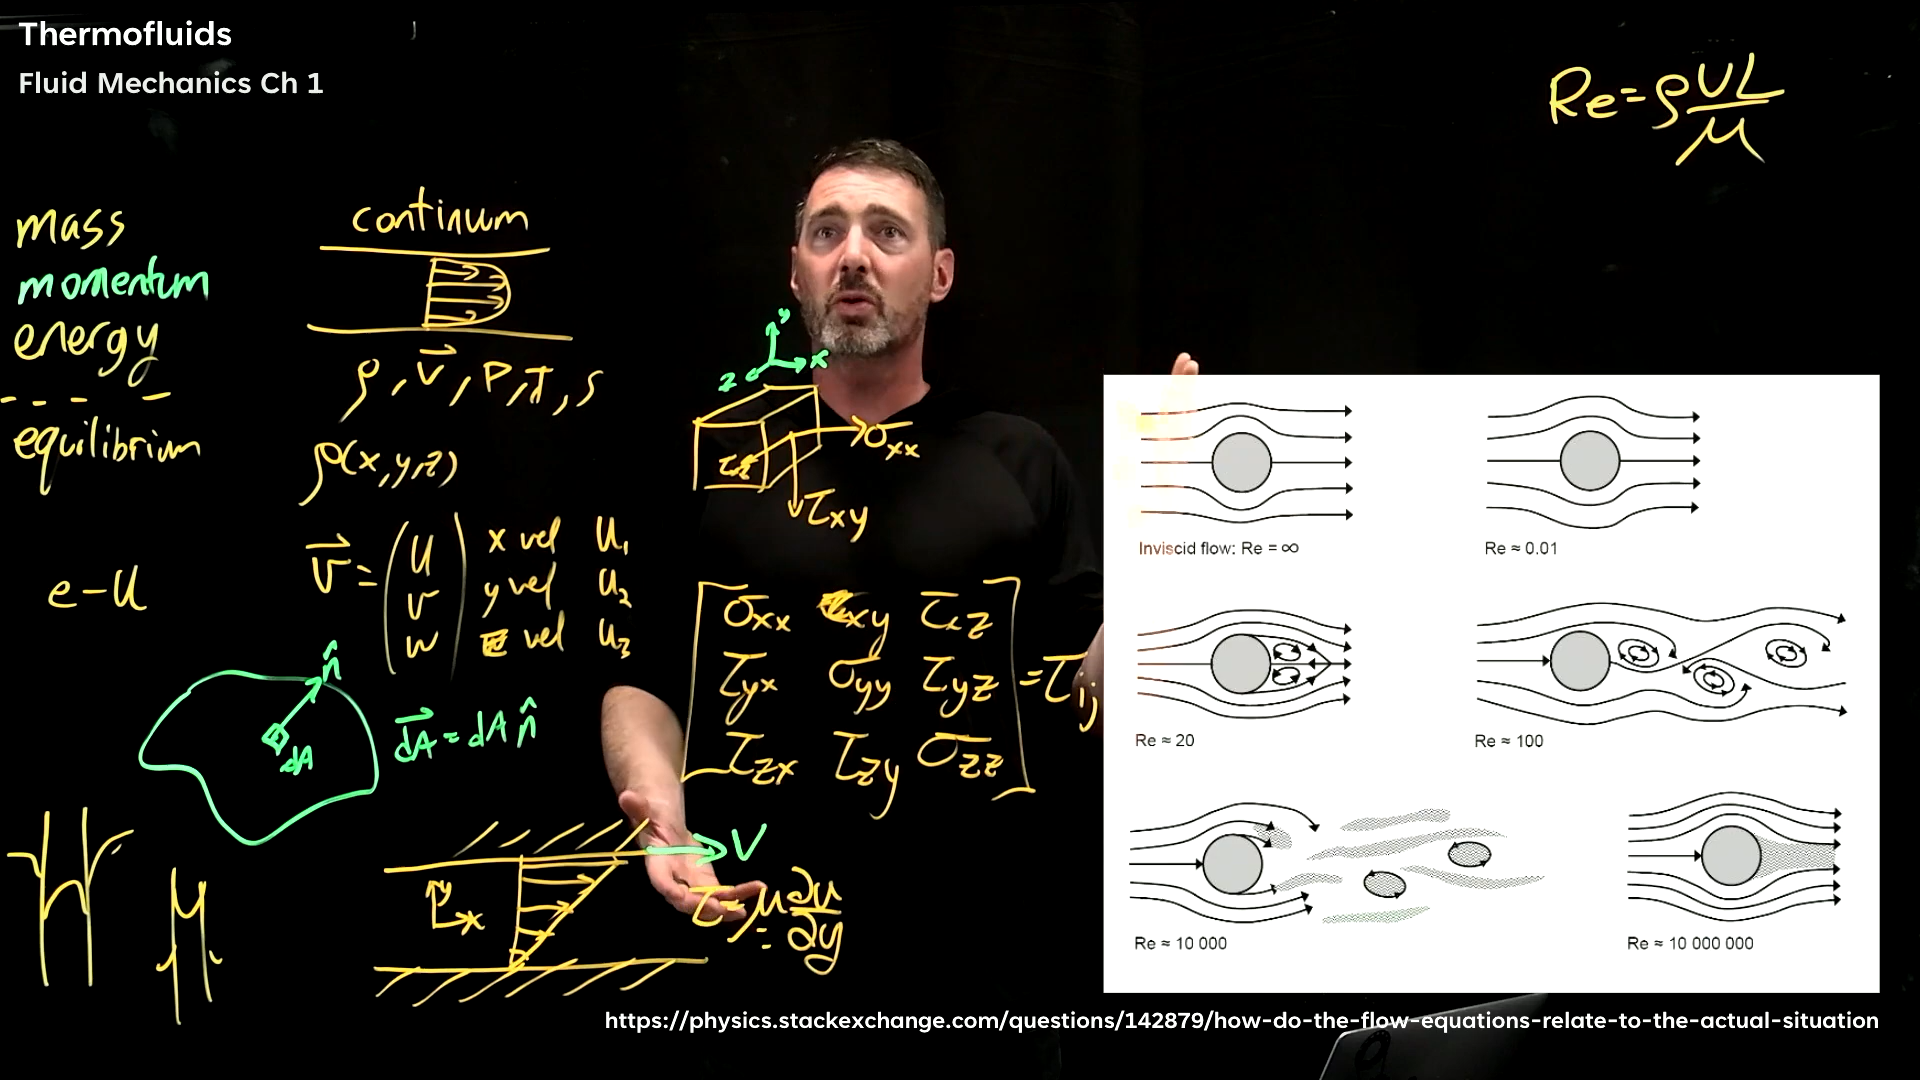 Thermofluids
Fluid Mechanics Ch 1
Re = ρ UL / μ
mass
momentum
energy
equilibrium
e-u
continuum
ρ, V, P, T, s
ρ(x,y,z)
V = ( u x vel u₁
v y vel u₂
w z vel u₃ )
n̂
dA
dA = dA n̂
y
x
z
σxx
τxz
τxy
[ σxx τxy τxz
τyx σyy τyz
τzx τzy σzz ] = τij
V
y
x
τ = μ ∂u/∂y
Inviscid flow: Re = ∞
Re ≈ 0.01
Re ≈ 20
Re ≈ 100
Re ≈ 10 000
Re ≈ 10 000 000
https://physics.stackexchange.com/questions/142879/how-do-the-flow-equations-relate-to-the-actual-situation